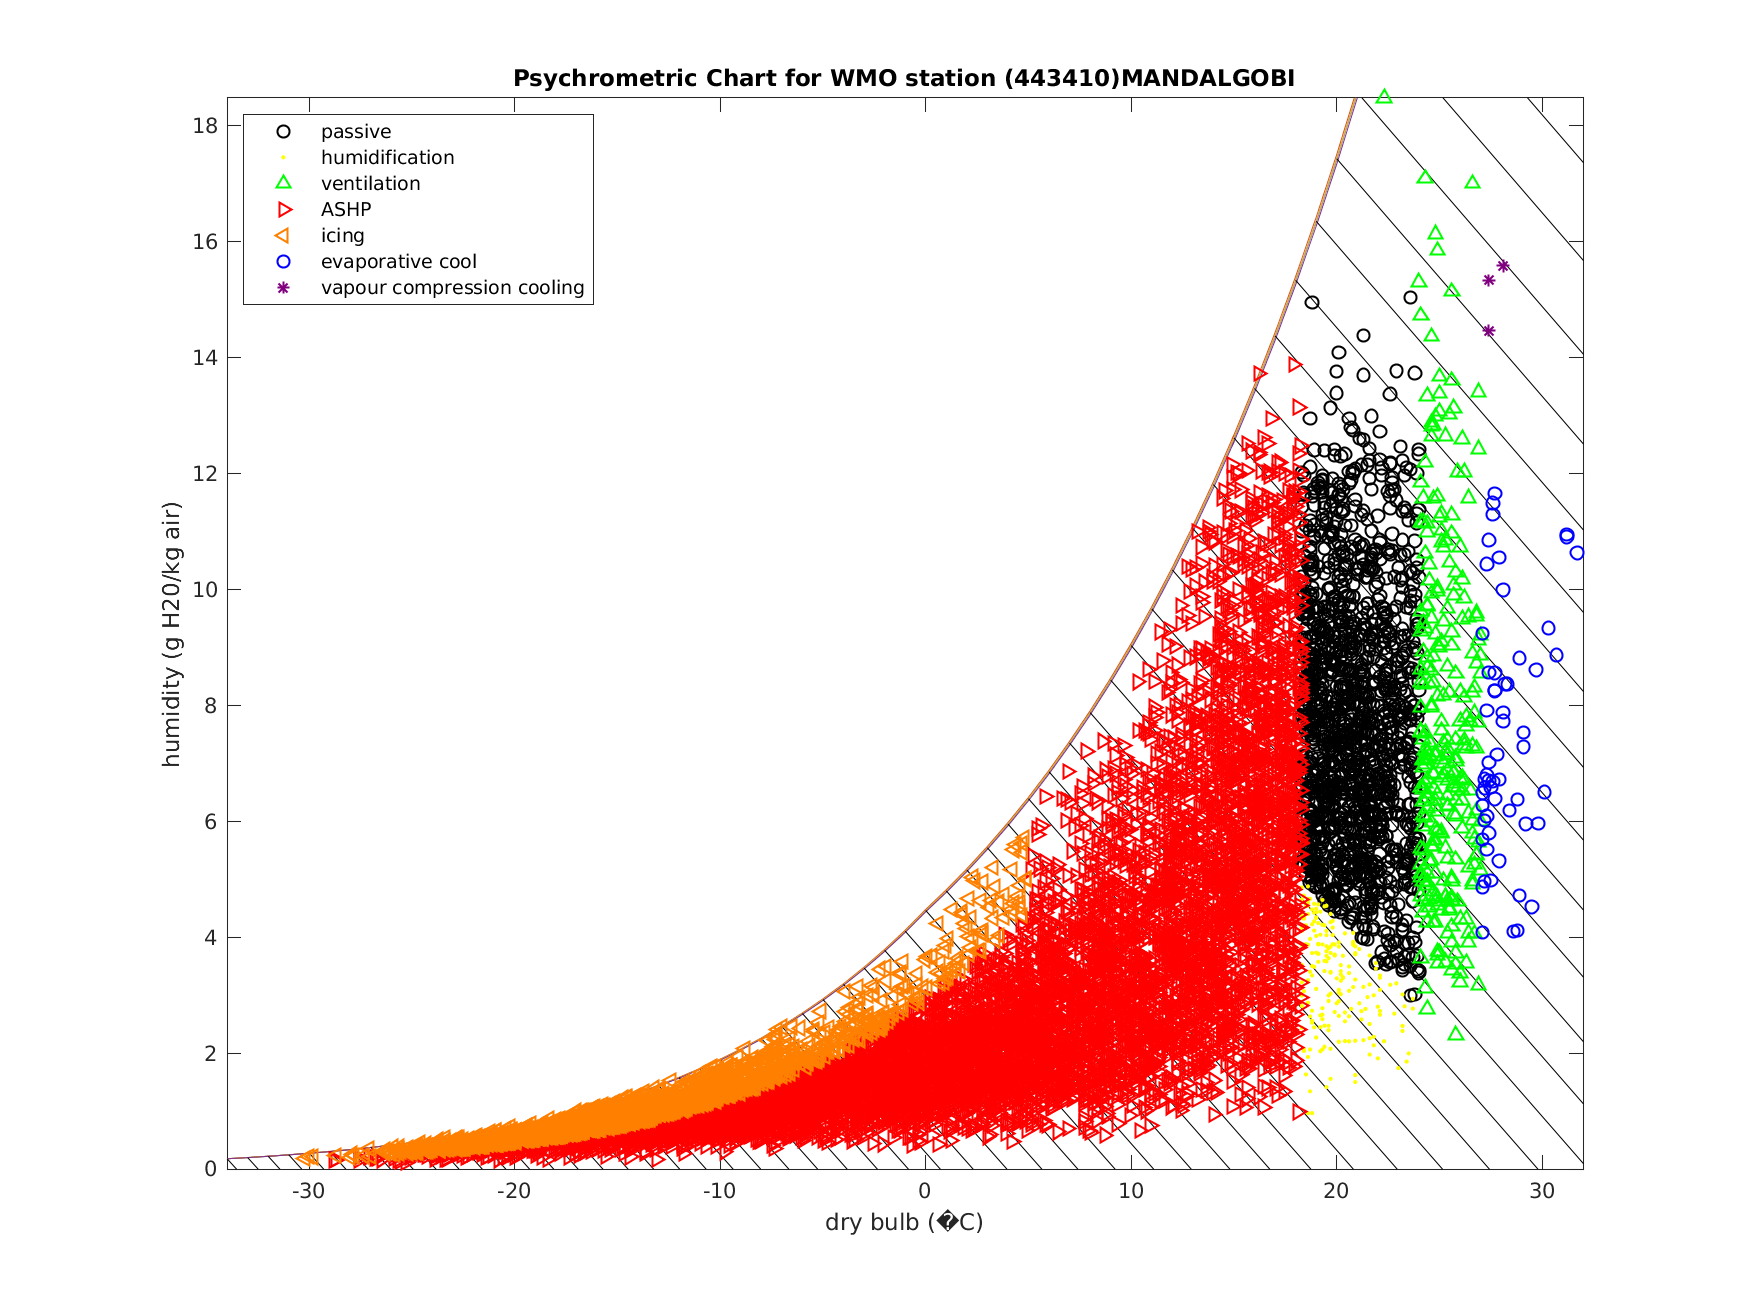 Psychrometric Chart for WMO station (443410)MANDALGOBI
passive
humidification
ventilation
ASHP
icing
evaporative cool
vapour compression cooling
humidity (g H20/kg air)
18
16
14
12
10
8
6
4
2
0
-30 -20 -10 0 10 20 30
dry bulb (�C)